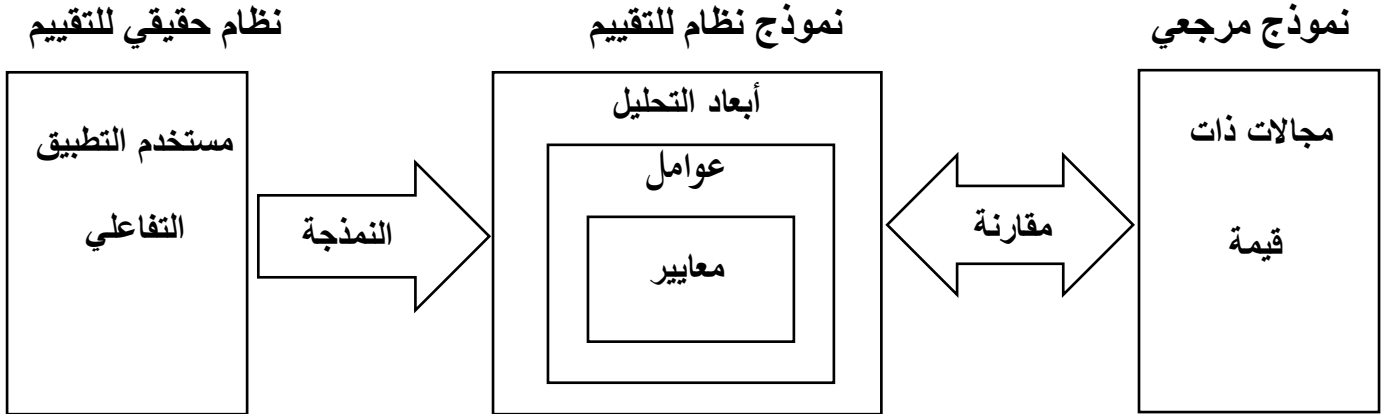 نموذج مرجعي
نموذج نظام للتقييم
نظام حقيقي للتقييم
مجالات ذات
قيمة
مقارنة
أبعاد التحليل
عوامل
معايير
النمذجة
مستخدم التطبيق
التفاعلي